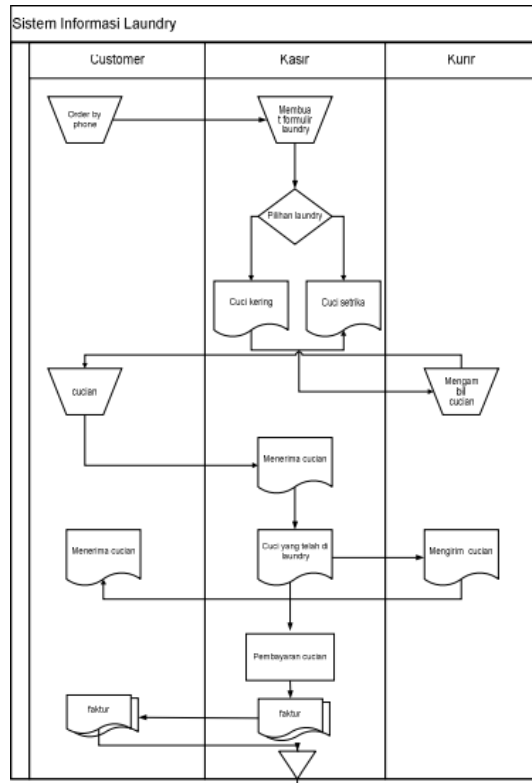 Sistem Informasi Laundry
Customer
Kasir
Kurir
Order by
phone
Membua
t formulir
laundry
Pilihan laundry
Cuci kering
Cuci setrika
cucian
Mengam
bil
cucian
Menerima cucian
Menerima cucian
Cuci yang telah di
laundry
Mengirim cucian
Pembayaran cucian
faktur
faktur